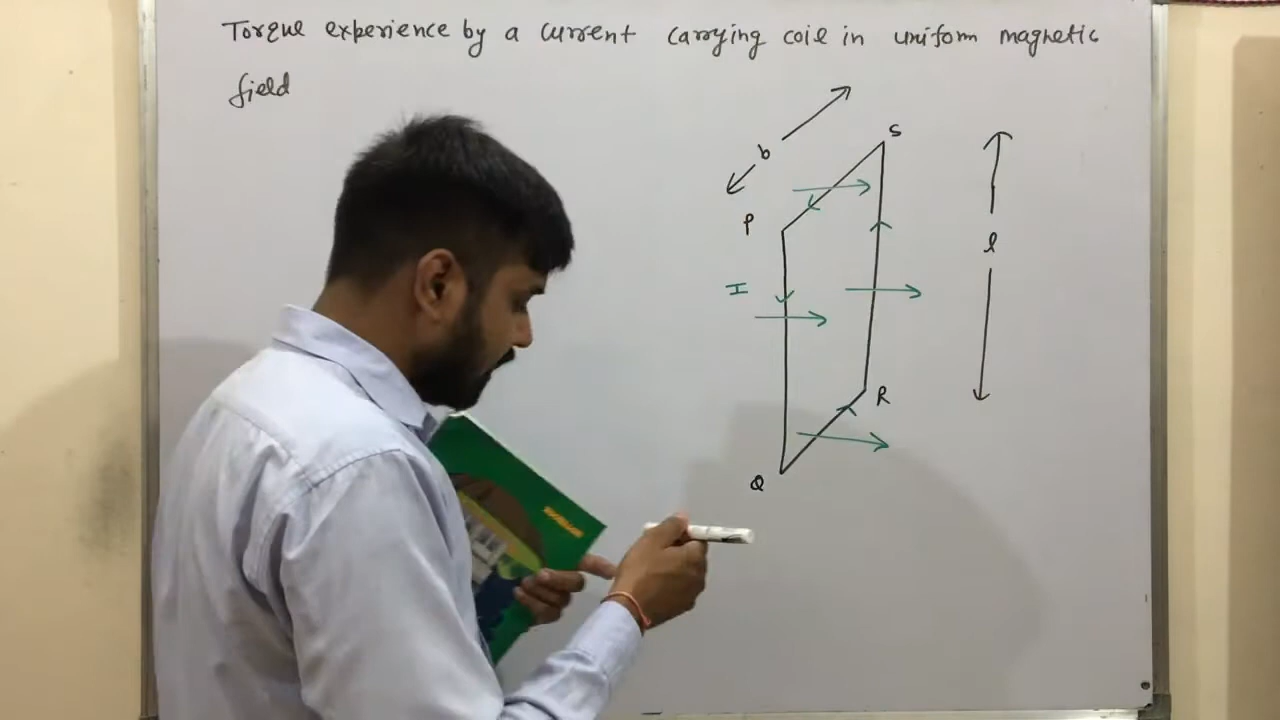 Torque experience by a current carrying coil in uniform magnetic
field
b
S
P
l
I
R
Q